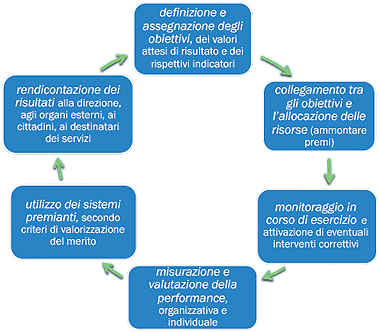 definizione e
assegnazione degli
obiettivi, dei valori
attesi di risultato e dei
rispettivi indicatori
collegamento tra
gli obiettivi e
l'allocazione delle
risorse (ammontare
premi)
monitoraggio in
corso di esercizio e
attivazione di eventuali
interventi correttivi
misurazione e
valutazione della
performance,
organizzativa e
individuale
utilizzo dei sistemi
premianti, secondo
criteri di valorizzazione
del merito
rendicontazione dei
risultati alla direzione,
agli organi esterni, ai
cittadini, ai destinatari
dei servizi